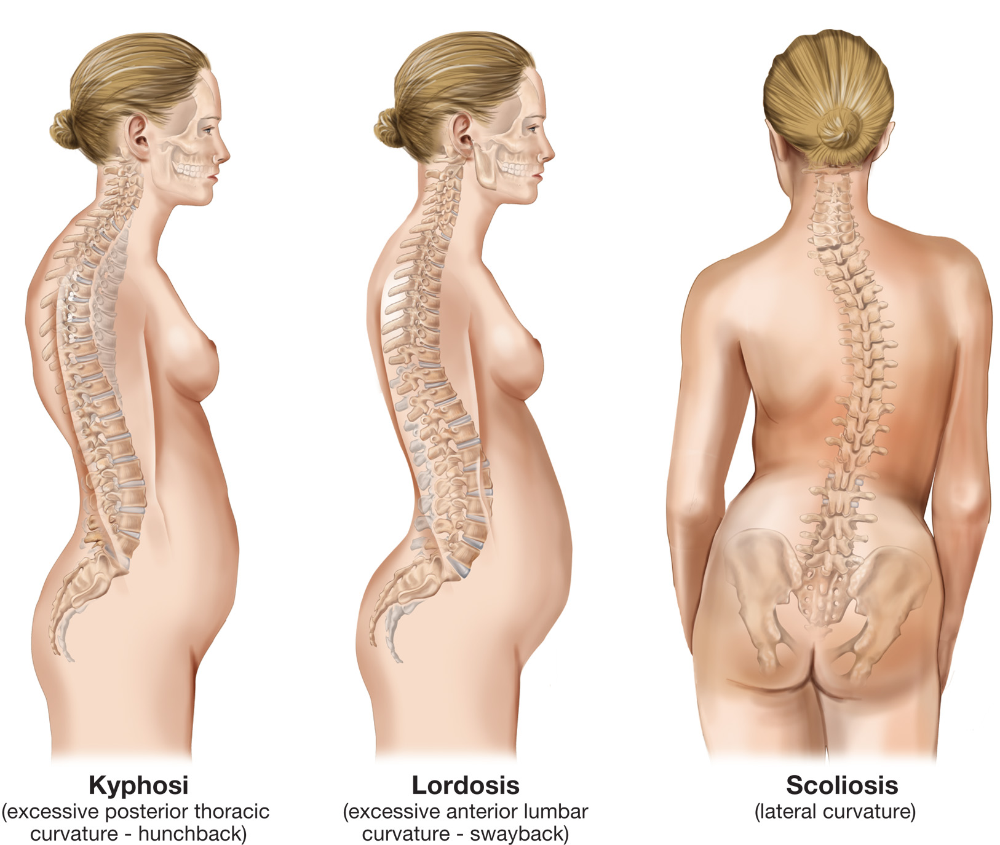 Kyphosi
(excessive posterior thoracic
curvature - hunchback)
Lordosis
(excessive anterior lumbar
curvature - swayback)
Scoliosis
(lateral curvature)